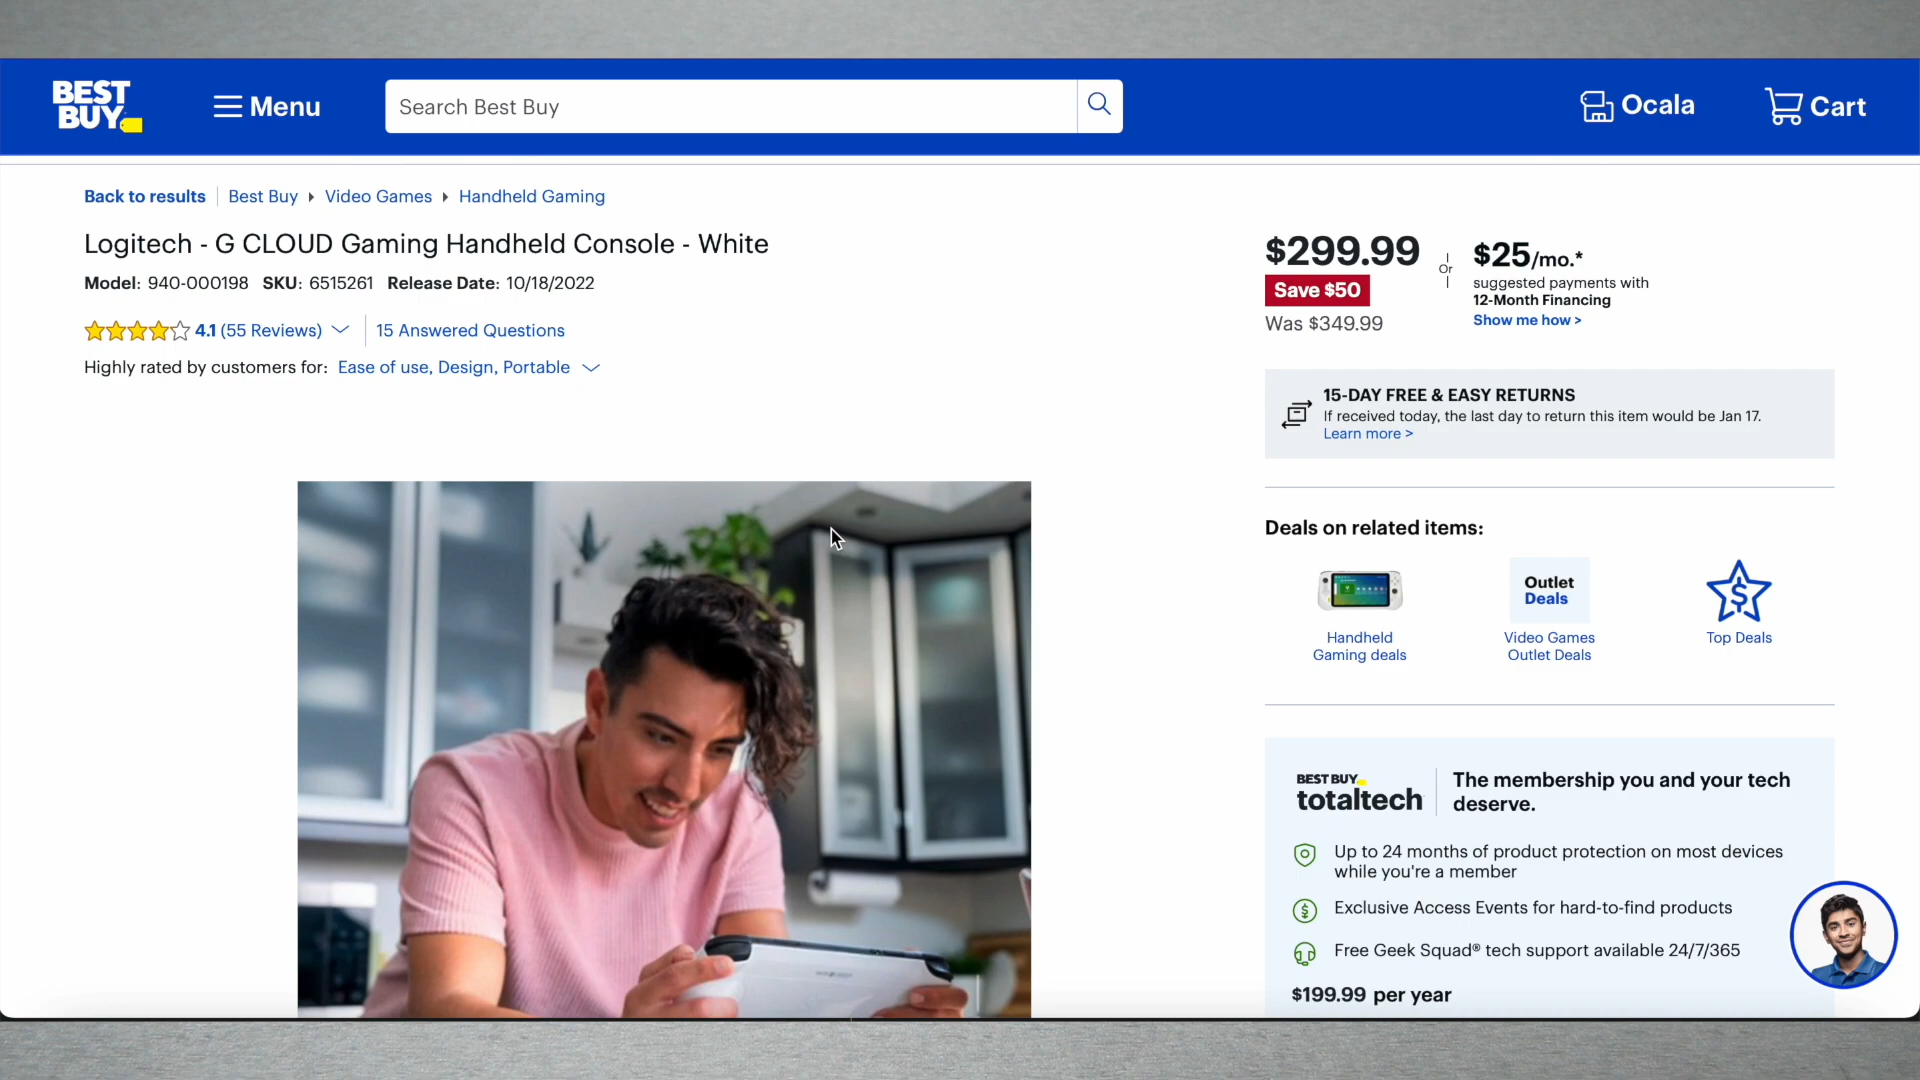 BEST BUY
Menu
Search Best Buy
Ocala
Cart
Back to results
Best Buy
Video Games
Handheld Gaming
Logitech - G CLOUD Gaming Handheld Console - White
Model: 940-000198 SKU: 6515261 Release Date: 10/18/2022
4.1 (55 Reviews)
15 Answered Questions
Highly rated by customers for: Ease of use, Design, Portable
$299.99
Save $50
Was $349.99
Or
$25/mo.*
suggested payments with
12-Month Financing
Show me how >
15-DAY FREE & EASY RETURNS
If received today, the last day to return this item would be Jan 17.
Learn more >
Deals on related items:
Handheld
Gaming deals
Outlet
Deals
Video Games
Outlet Deals
Top Deals
BEST BUY
totaltech
The membership you and your tech
deserve.
Up to 24 months of product protection on most devices
while you're a member
Exclusive Access Events for hard-to-find products
Free Geek Squad® tech support available 24/7/365
$199.99 per year